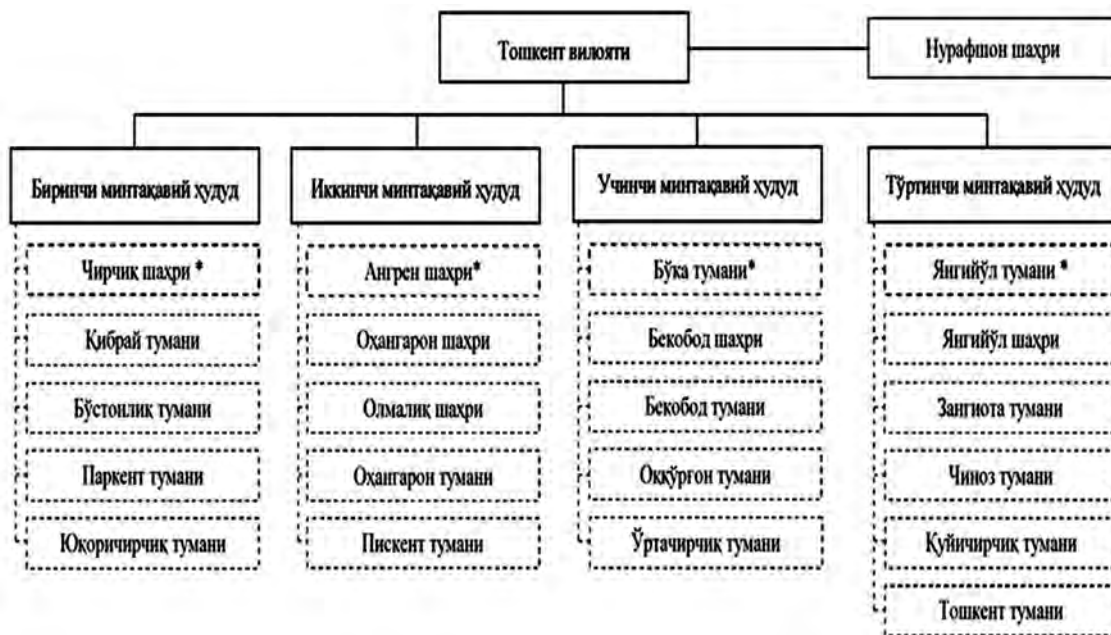 Тошкент вилояти
Нурафшон шаҳри
Биринчи минтақавий ҳудуд
Чирчиқ шаҳри *
Қибрай тумани
Бўстонлиқ тумани
Паркент тумани
Юқоричирчиқ тумани
Иккинчи минтақавий ҳудуд
Ангрен шаҳри*
Оҳангарон шаҳри
Олмалиқ шаҳри
Оҳангарон тумани
Пискент тумани
Учинчи минтақавий ҳудуд
Бўка тумани*
Бекобод шаҳри
Бекобод тумани
Оққўрғон тумани
Ўртачирчиқ тумани
Тўртинчи минтақавий ҳудуд
Янгийўл тумани *
Янгийўл шаҳри
Зангиота тумани
Чиноз тумани
Қуйичирчиқ тумани
Тошкент тумани